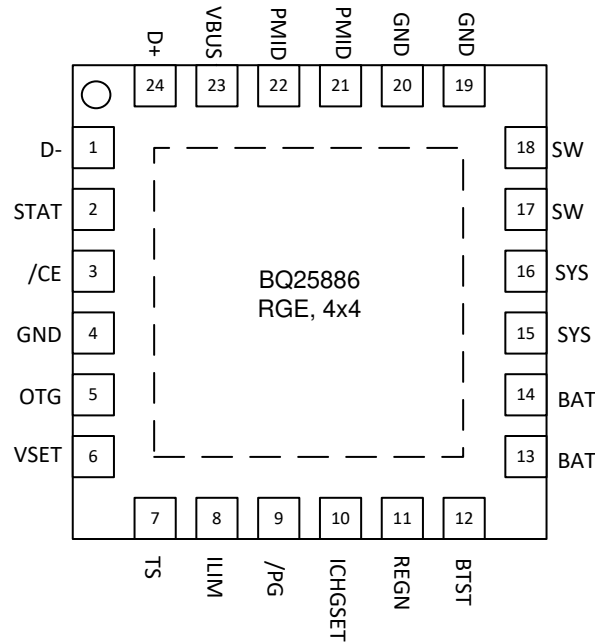 D+ VBUS PMID PMID GND GND
24 23 22 21 20 19
D- 1 18 SW
STAT 2 17 SW
/CE 3 16 SYS
GND 4 15 SYS
OTG 5 14 BAT
VSET 6 13 BAT
BQ25886
RGE, 4x4
7 8 9 10 11 12
TS ILIM /PG ICHGSET REGN BTST